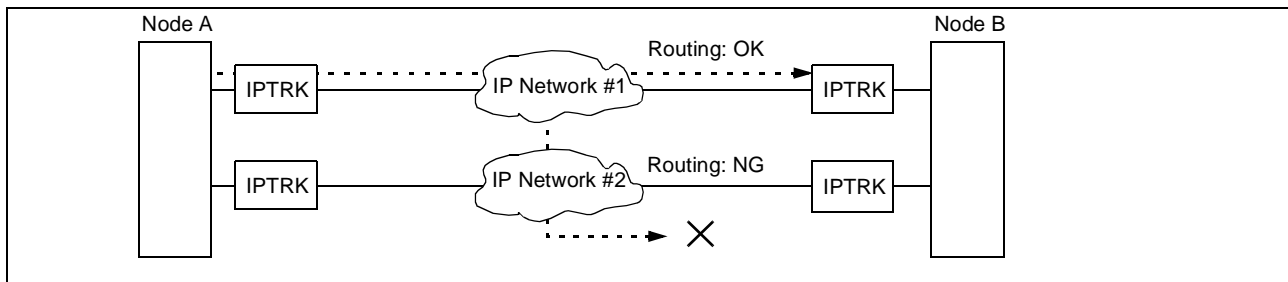 Node A
Node B
Routing: OK
IPTRK
IP Network #1
IPTRK
Routing: NG
IPTRK
IP Network #2
IPTRK